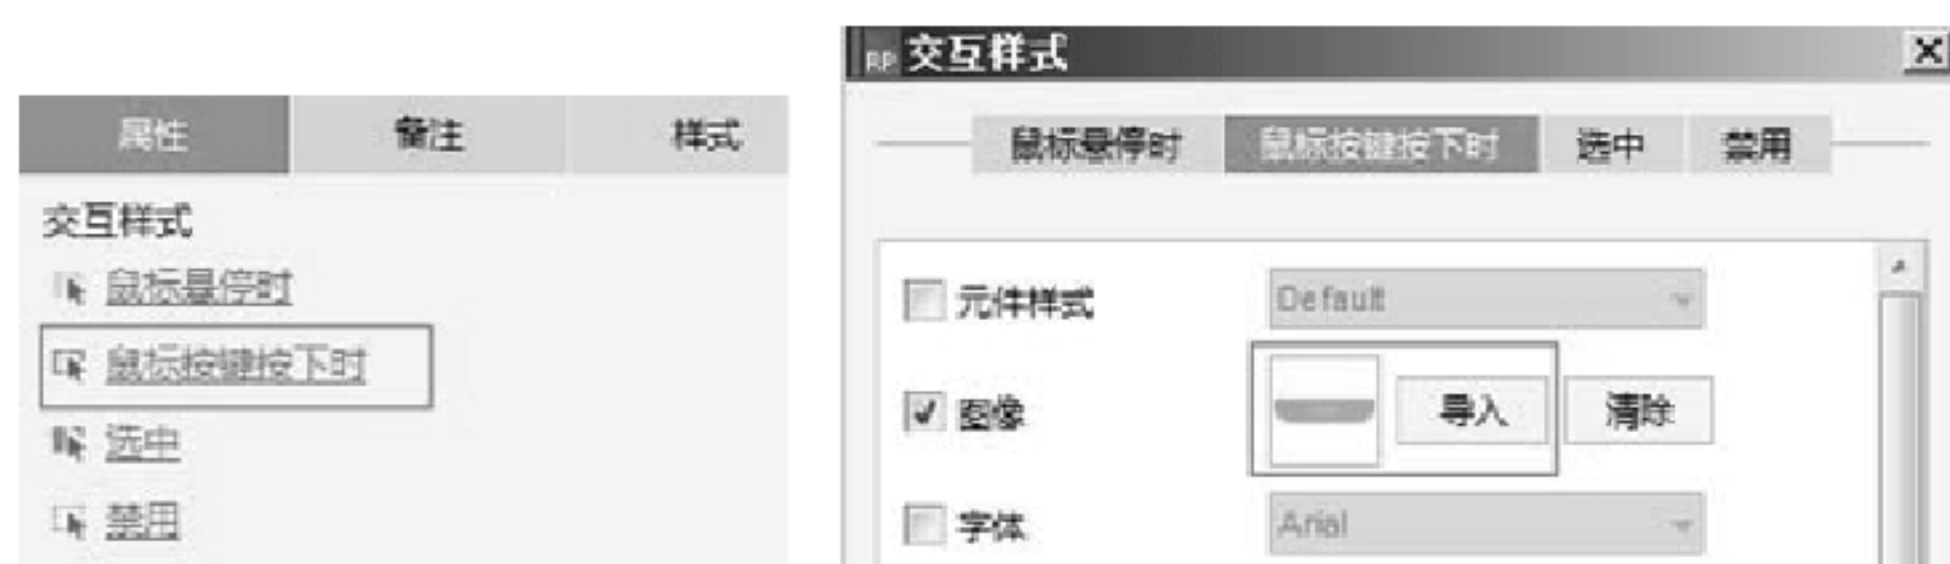 属性 备注 样式
交互样式
鼠标悬停时
鼠标按键按下时
选中
禁用
RP 交互样式
鼠标悬停时 鼠标按键按下时 选中 禁用
元件样式 Default
图像 导入 清除
字体 Arial